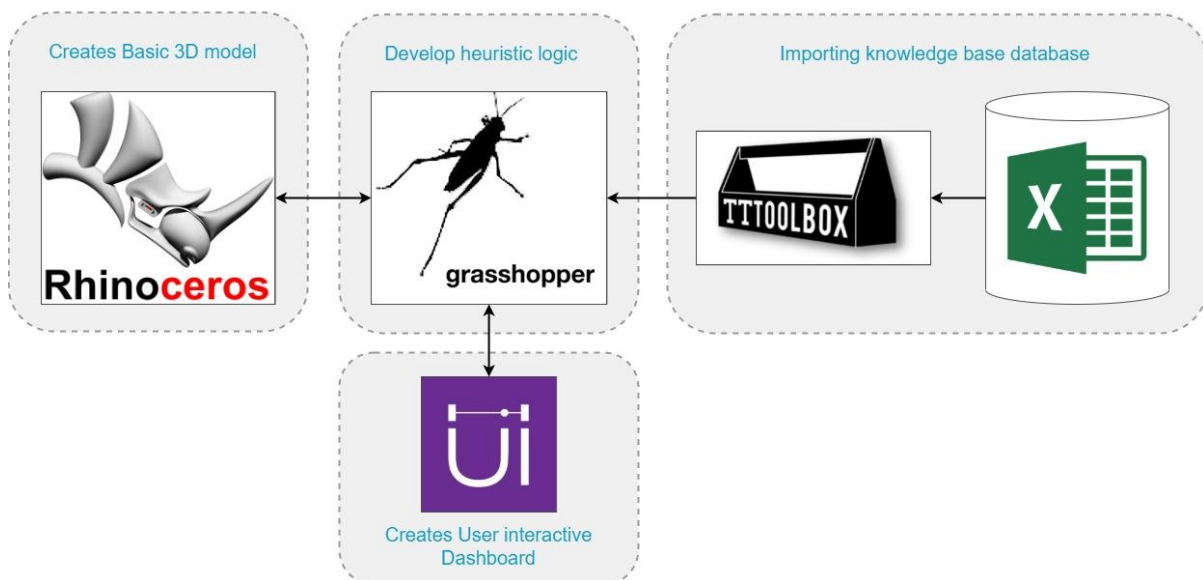 Creates Basic 3D model
Rhinoceros
Develop heuristic logic
grasshopper
Importing knowledge base database
TTTOOLBOX
X
Ui
Creates User interactive
Dashboard